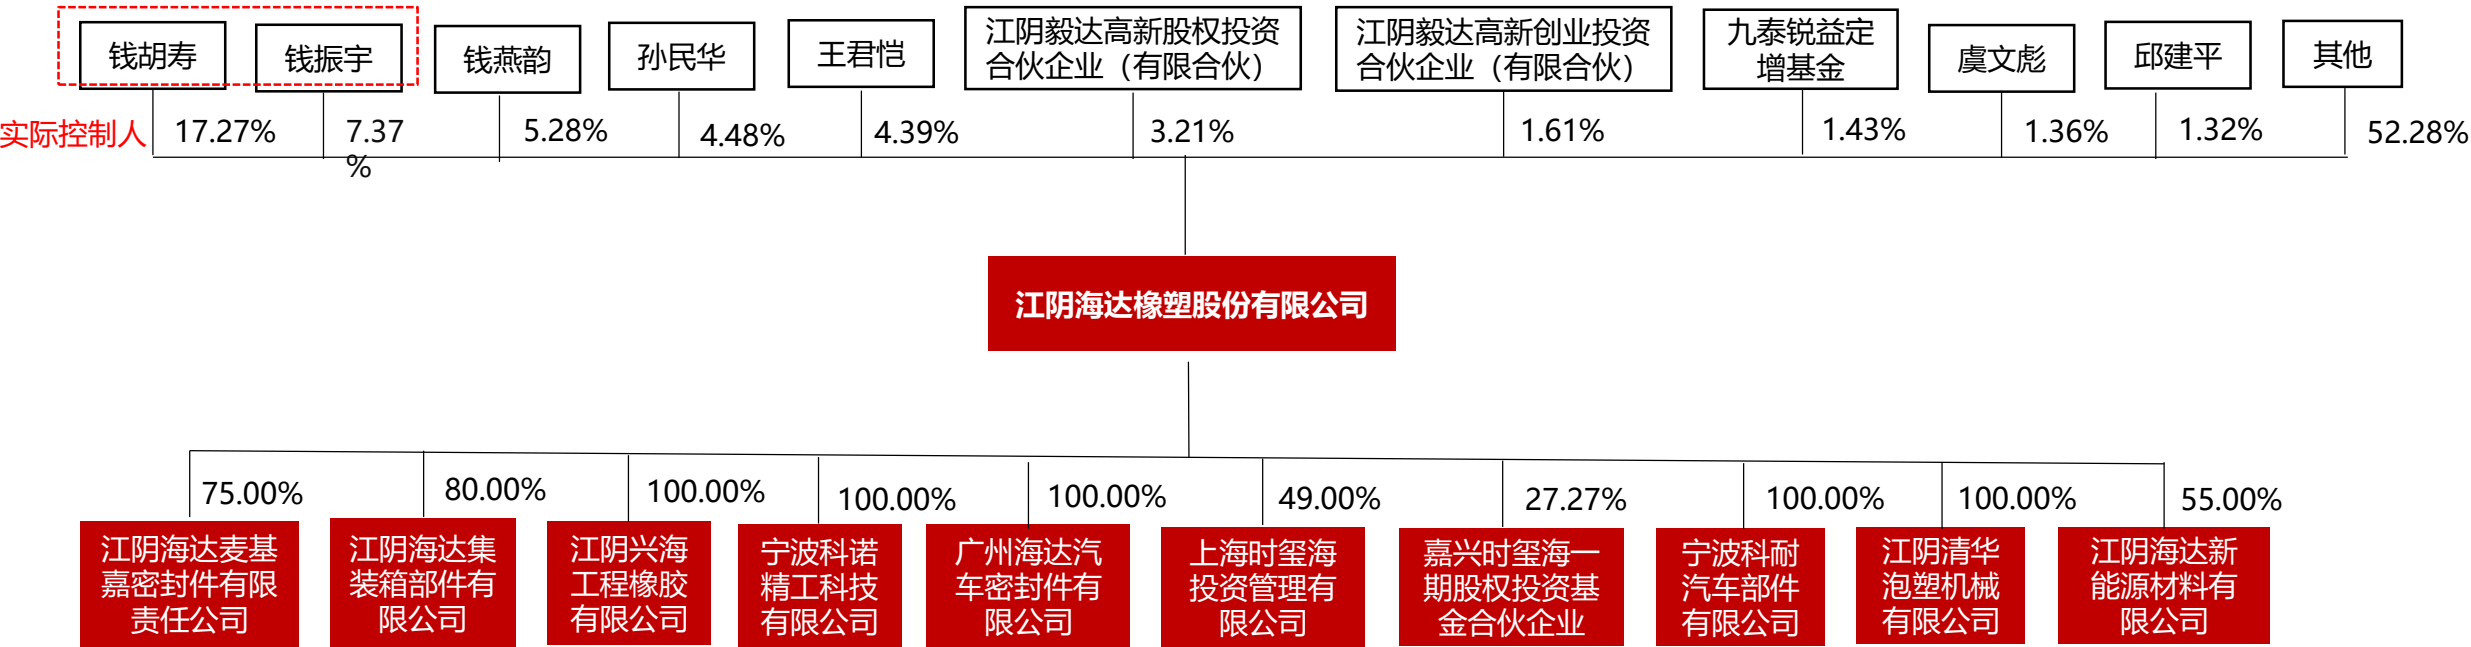 钱胡寿
钱振宇
钱燕韵
孙民华
王君恺
江阴毅达高新股权投资
合伙企业（有限合伙）
江阴毅达高新创业投资
合伙企业（有限合伙）
九泰锐益定
增基金
虞文彪
邱建平
其他
实际控制人
17.27%
7.37
%
5.28%
4.48%
4.39%
3.21%
1.61%
1.43%
1.36%
1.32%
52.28%
江阴海达橡塑股份有限公司
75.00%
80.00%
100.00%
100.00%
100.00%
49.00%
27.27%
100.00%
100.00%
55.00%
江阴海达麦基
嘉密封件有限
责任公司
江阴海达集
装箱部件有
限公司
江阴兴海
工程橡胶
有限公司
宁波科诺
精工科技
有限公司
广州海达汽
车密封件有
限公司
上海时玺海
投资管理有
限公司
嘉兴时玺海一
期股权投资基
金合伙企业
宁波科耐
汽车部件
有限公司
江阴清华
泡塑机械
有限公司
江阴海达新
能源材料有
限公司